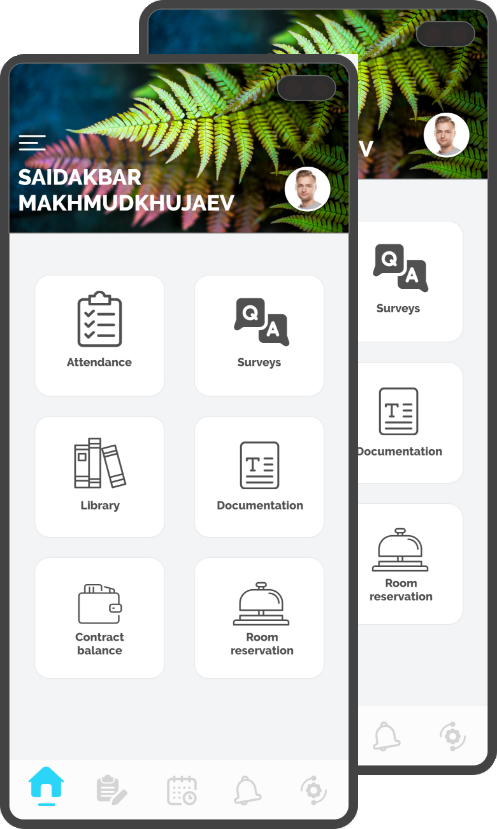 SAIDAKBAR
MAKHMUDKHUJAEV
Attendance
Q A
Surveys
Library
T
Documentation
Contract
balance
Room
reservation
V
Q A
Surveys
T
Documentation
Room
reservation